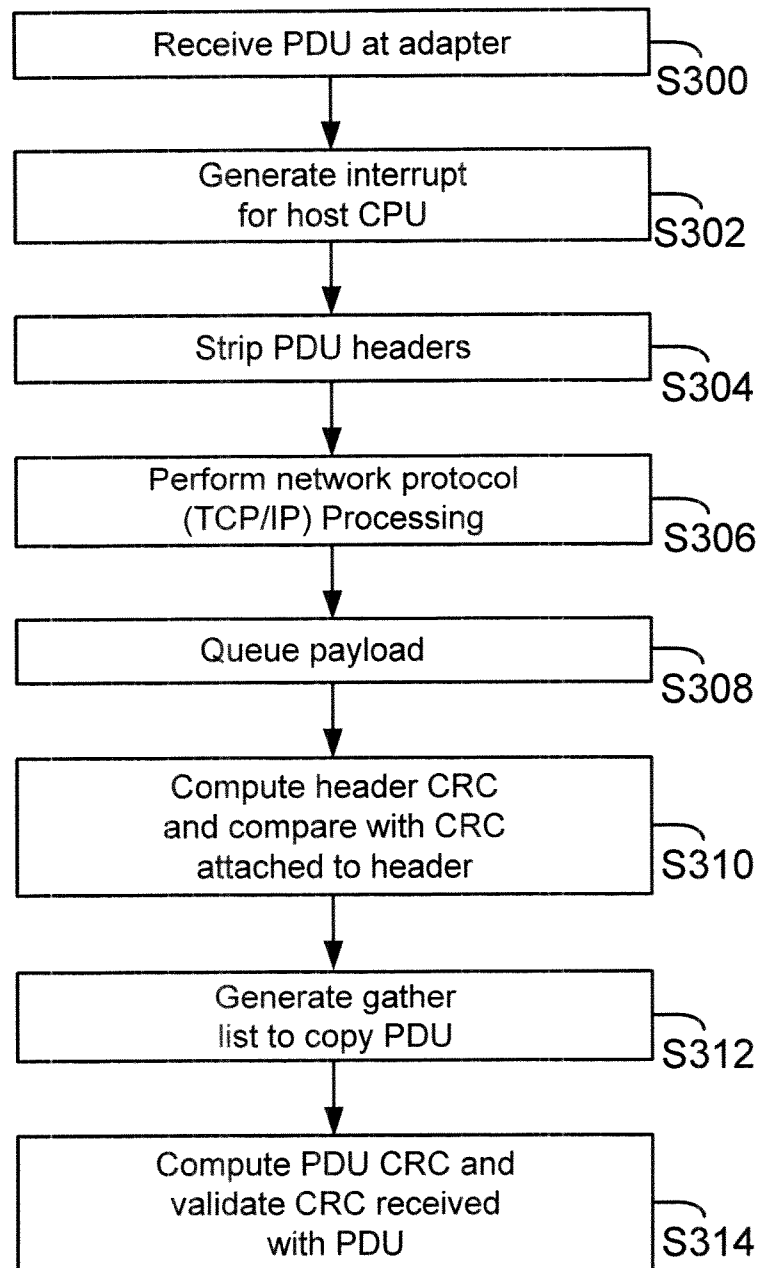 Receive PDU at adapter
S300
Generate interrupt
for host CPU
S302
Strip PDU headers
S304
Perform network protocol
(TCP/IP) Processing
S306
Queue payload
S308
Compute header CRC
and compare with CRC
attached to header
S310
Generate gather
list to copy PDU
S312
Compute PDU CRC and
validate CRC received
with PDU
S314